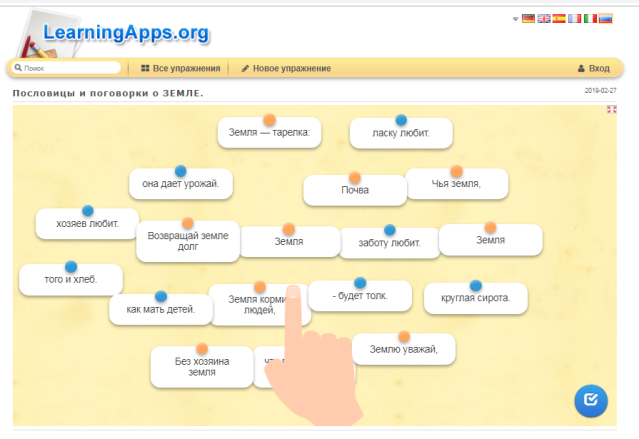 LearningApps.org
Поиск
Все упражнения
Новое упражнение
Вход
Пословицы и поговорки о ЗЕМЛЕ.
2019-02-27
Земля — тарелка:
ласку любит.
она дает урожай.
Почва
Чья земля,
хозяев любит.
Возвращай земле
долг
Земля
заботу любит.
Земля
того и хлеб.
как мать детей.
Земля
людей,
- будет толк.
круглая сирота.
Без хозяина
земля
Землю уважай,